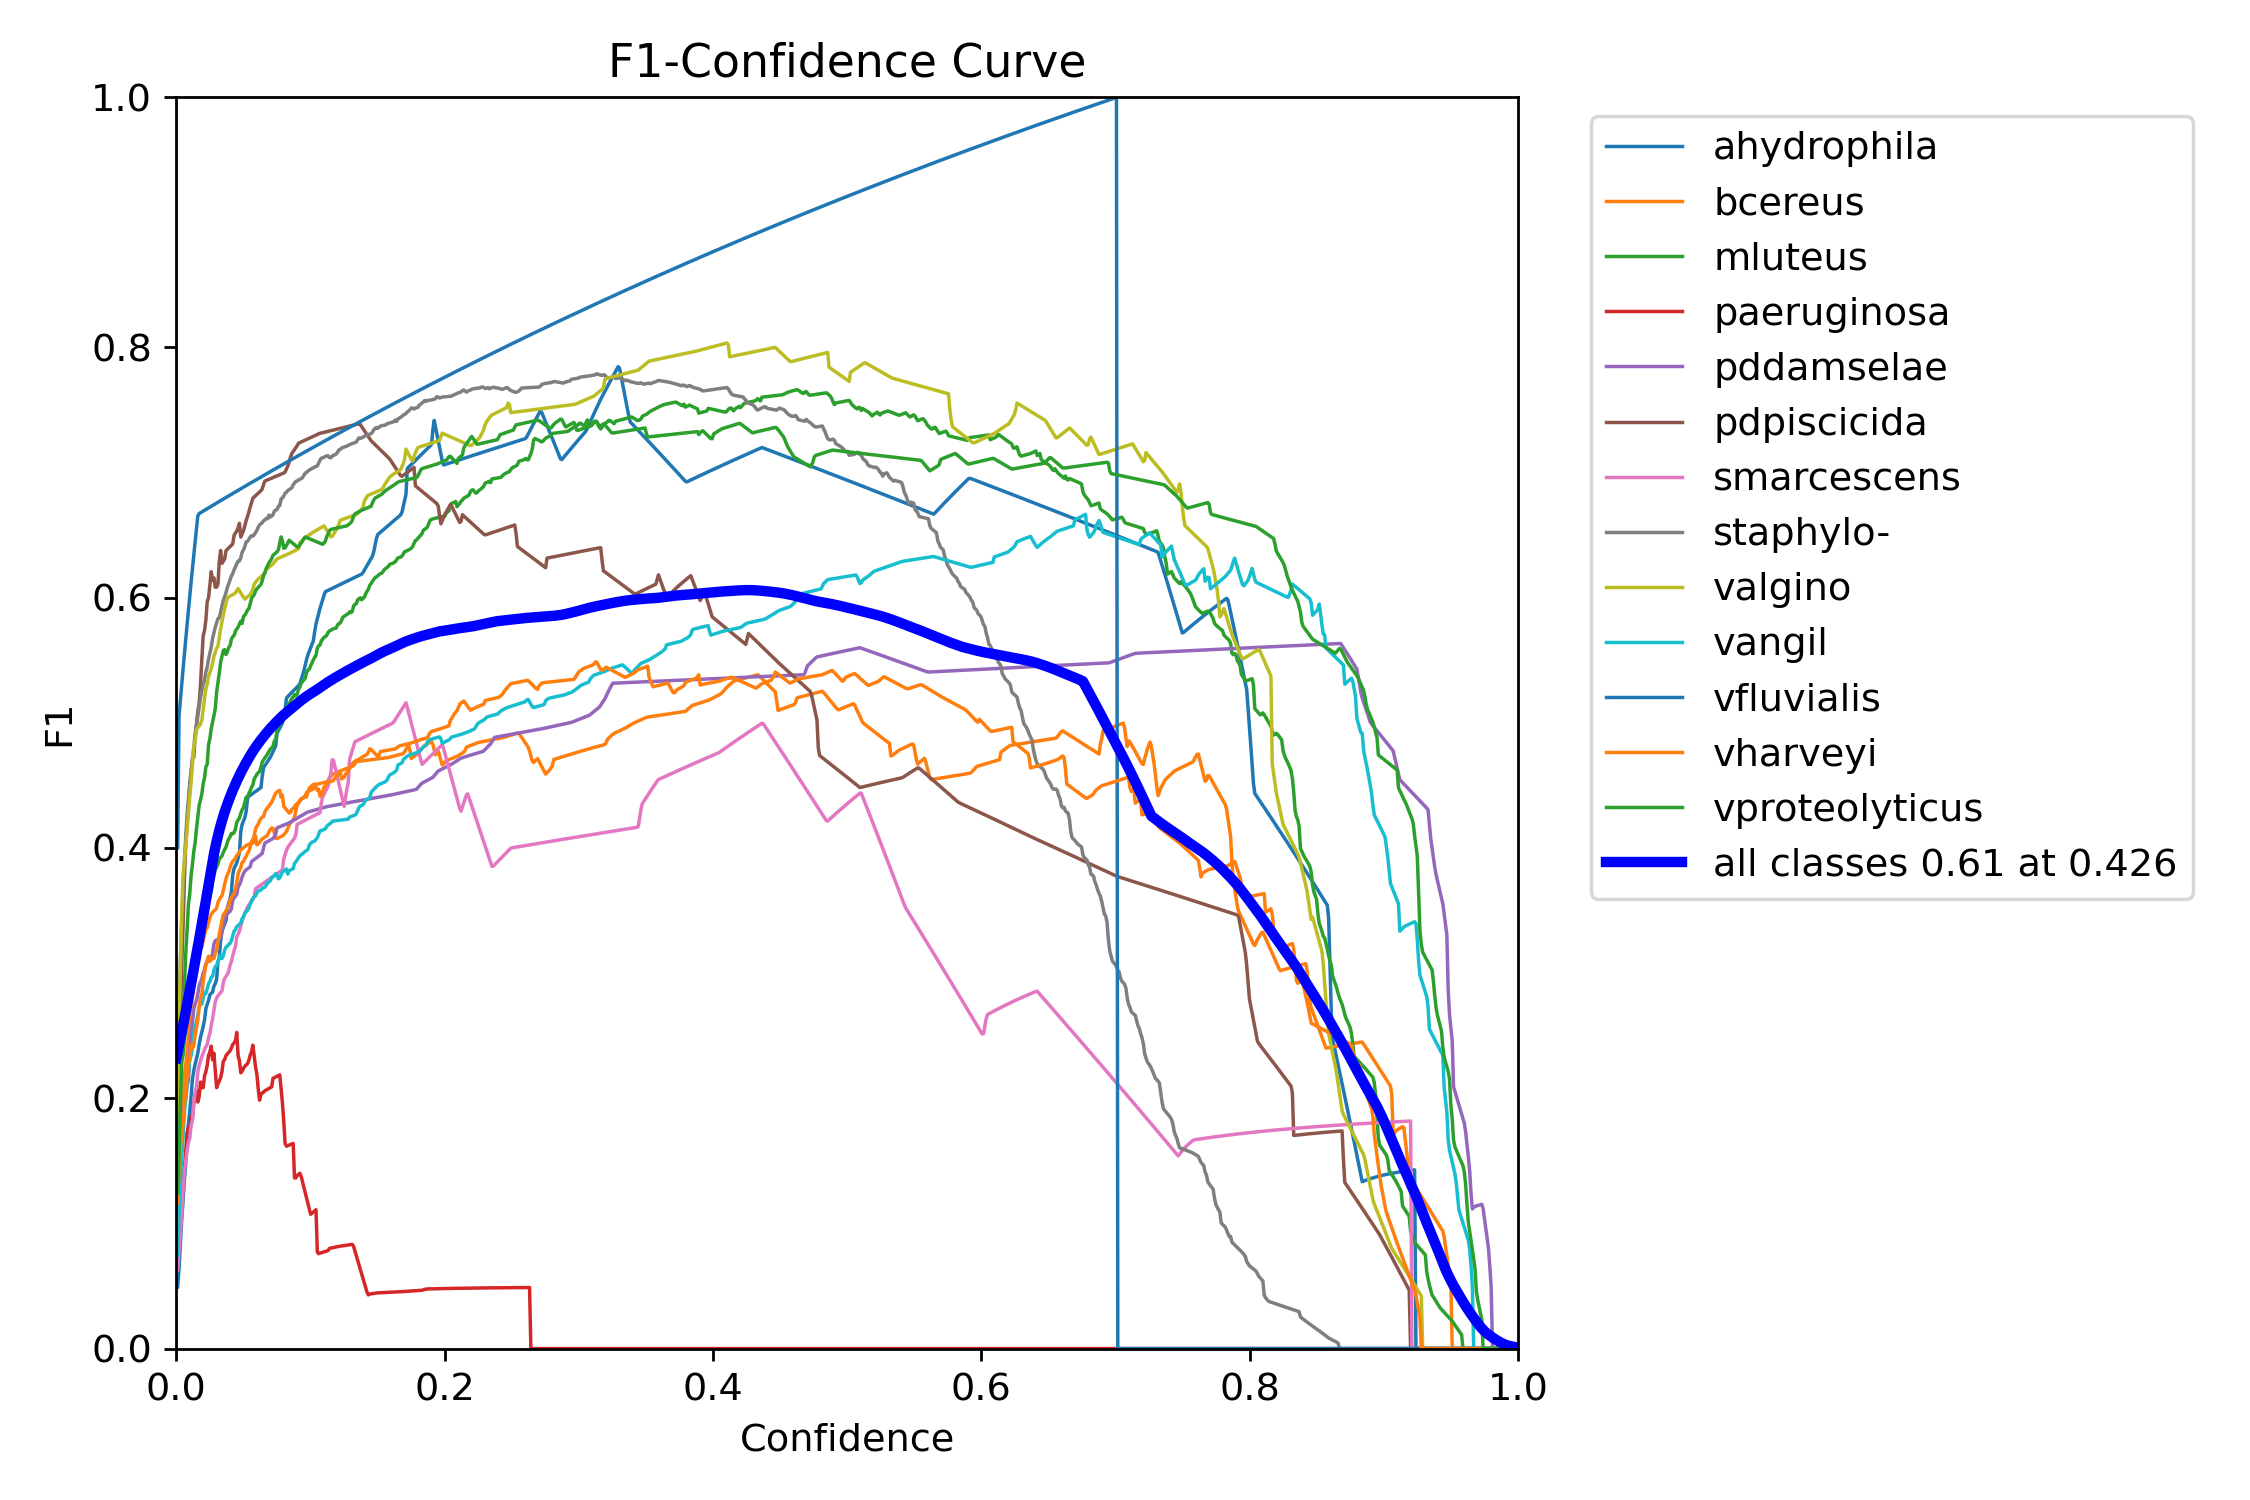 F1-Confidence Curve
1.0
0.8
0.6
0.4
0.2
0.0
F1
0.0 0.2 0.4 0.6 0.8 1.0
Confidence
ahydrophila
bcereus
mluteus
paeruginosa
pddamselae
pdpiscicida
smarcescens
staphylo-
valgino
vangil
vfluvialis
vharveyi
vproteolyticus
all classes 0.61 at 0.426